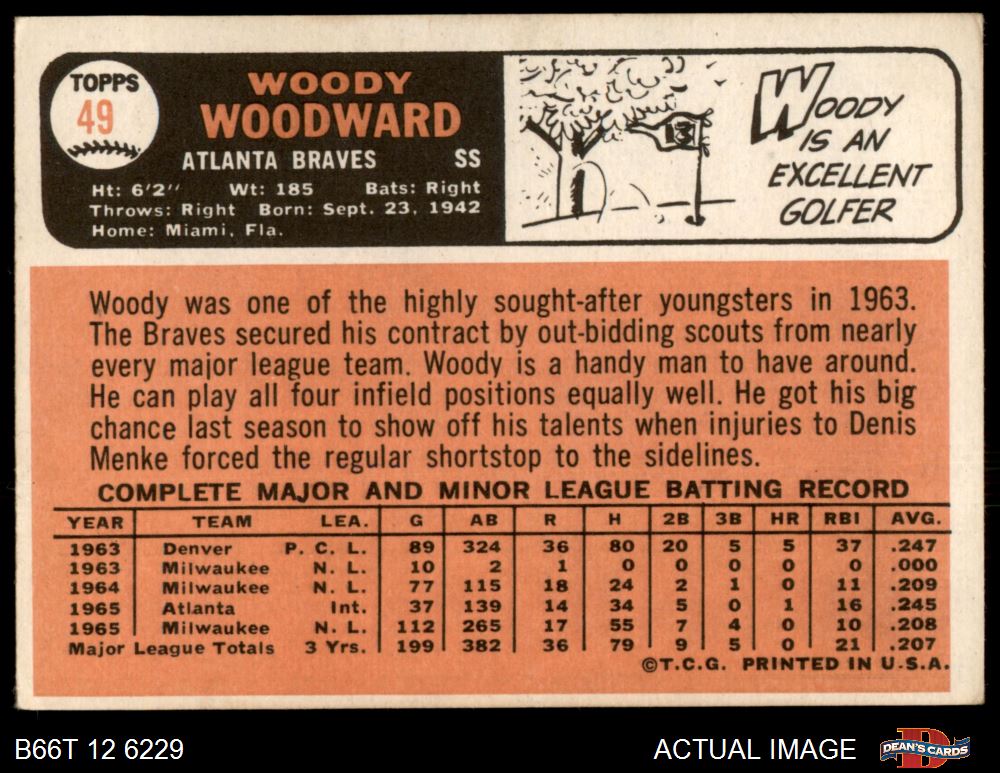 TOPPS
49
WOODY
WOODWARD
ATLANTA BRAVES SS
Ht: 6'2" Wt: 185 Bats: Right
Throws: Right Born: Sept. 23, 1942
Home: Miami, Fla.
13
WOODY
IS AN
EXCELLENT
GOLFER
Woody was one of the highly sought-after youngsters in 1963.
The Braves secured his contract by out-bidding scouts from nearly
every major league team. Woody is a handy man to have around.
He can play all four infield positions equally well. He got his big
chance last season to show off his talents when injuries to Denis
Menke forced the regular shortstop to the sidelines.
COMPLETE MAJOR AND MINOR LEAGUE BATTING RECORD
YEAR TEAM LEA. G AB R H 2B 3B HR RBI AVG.
1963 Denver P. C. L. 89 324 36 80 20 5 5 37 .247
1963 Milwaukee N. L. 10 2 1 0 0 0 0 0 .000
1964 Milwaukee N. L. 77 115 18 24 2 1 0 11 .209
1965 Atlanta Int. 37 139 14 34 5 0 1 16 .245
1965 Milwaukee N. L. 112 265 17 55 7 4 0 10 .208
Major League Totals 3 Yrs. 199 382 36 79 9 5 0 21 .207
©T.C.G. PRINTED IN U.S.A.
B66T 12 6229
ACTUAL IMAGE
DEAN'S CARDS